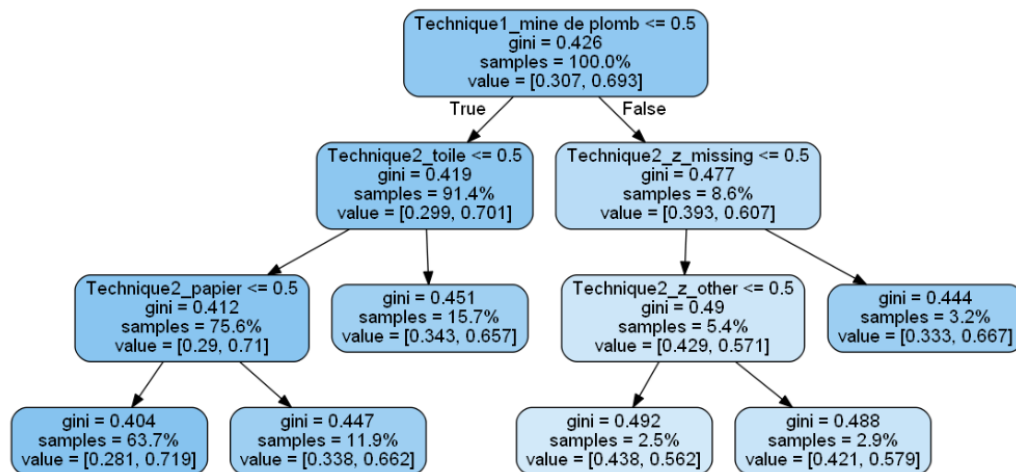 Technique1_mine de plomb <= 0.5
gini = 0.426
samples = 100.0%
value = [0.307, 0.693]
True
False
Technique2_toile <= 0.5
gini = 0.419
samples = 91.4%
value = [0.299, 0.701]
Technique2_z_missing <= 0.5
gini = 0.477
samples = 8.6%
value = [0.393, 0.607]
Technique2_papier <= 0.5
gini = 0.412
samples = 75.6%
value = [0.29, 0.71]
gini = 0.451
samples = 15.7%
value = [0.343, 0.657]
Technique2_z_other <= 0.5
gini = 0.49
samples = 5.4%
value = [0.429, 0.571]
gini = 0.444
samples = 3.2%
value = [0.333, 0.667]
gini = 0.404
samples = 63.7%
value = [0.281, 0.719]
gini = 0.447
samples = 11.9%
value = [0.338, 0.662]
gini = 0.492
samples = 2.5%
value = [0.438, 0.562]
gini = 0.488
samples = 2.9%
value = [0.421, 0.579]